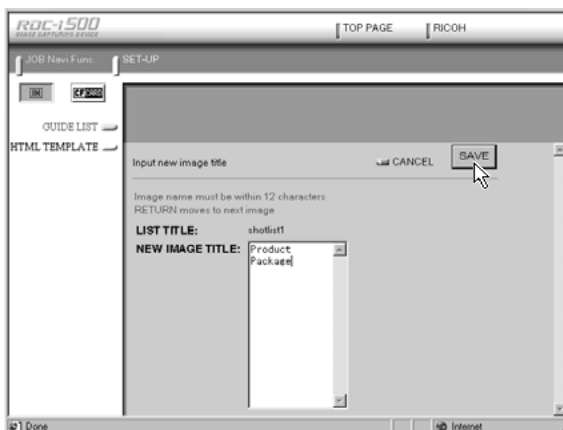 RDC-i500
IMAGE CAPTURING DEVICE
TOP PAGE
RICOH
JOB Navi Func.
SET-UP
IN
CF CARD
GUIDE LIST
HTML TEMPLATE
Input new image title
CANCEL
SAVE
Image name must be within 12 characters
RETURN moves to next image
LIST TITLE: shotlist1
NEW IMAGE TITLE: Product
Package
Done
Internet